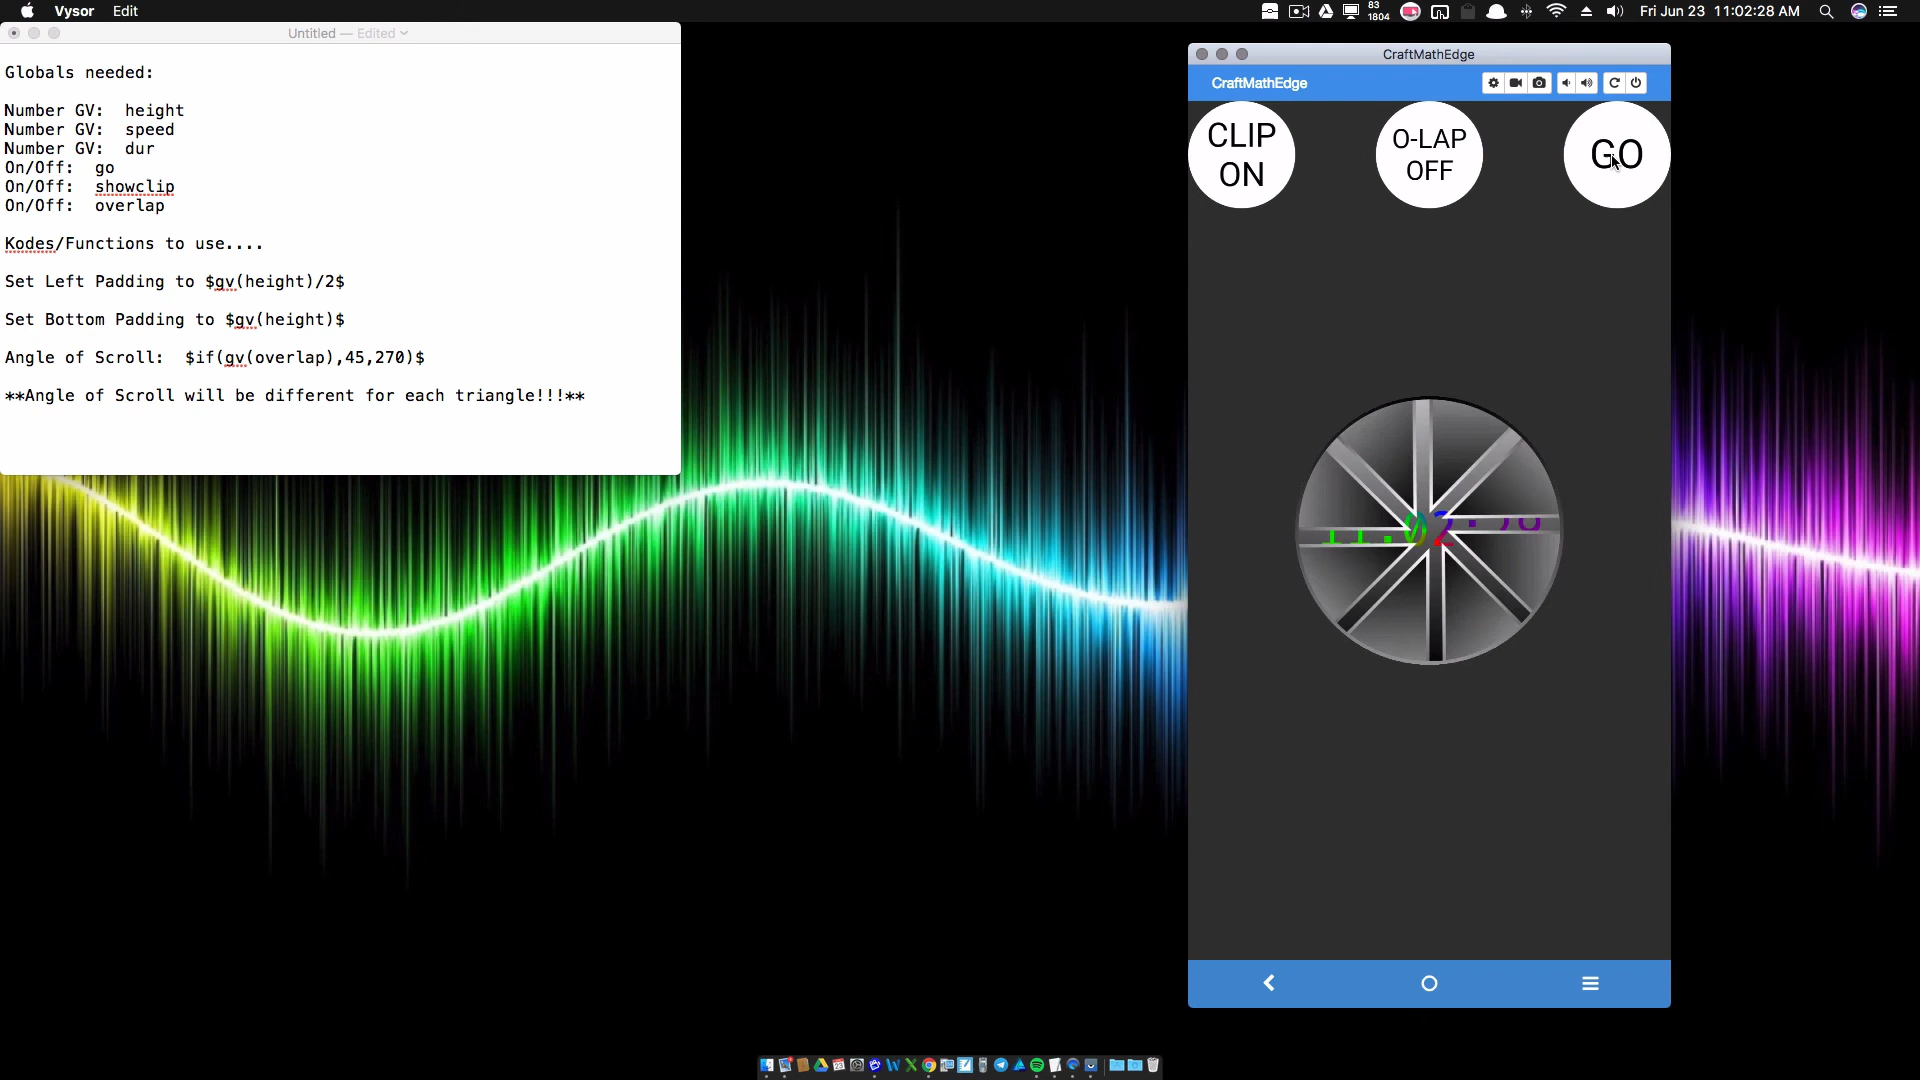 Vysor Edit
83
1804
Fri Jun 23 11:02:28 AM
Untitled — Edited
Globals needed:
Number GV: height
Number GV: speed
Number GV: dur
On/Off: go
On/Off: showclip
On/Off: overlap
Kodes/Functions to use....
Set Left Padding to $gv(height)/2$
Set Bottom Padding to $gv(height)$
Angle of Scroll: $if(gv(overlap),45,270)$
**Angle of Scroll will be different for each triangle!!!**
CraftMathEdge
CraftMathEdge
CLIP
ON
O-LAP
OFF
GO